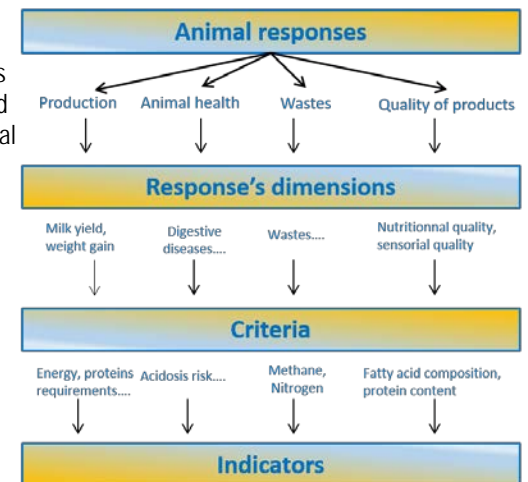 Animal responses
s
d
al
Production Animal health Wastes Quality of products
Response's dimensions
Milk yield,
weight gain
Digestive
diseases....
Wastes....
Nutritionnal quality,
sensorial quality
Criteria
Energy, proteins
requirements....
Acidosis risk....
Methane,
Nitrogen
Fatty acid composition,
protein content
Indicators